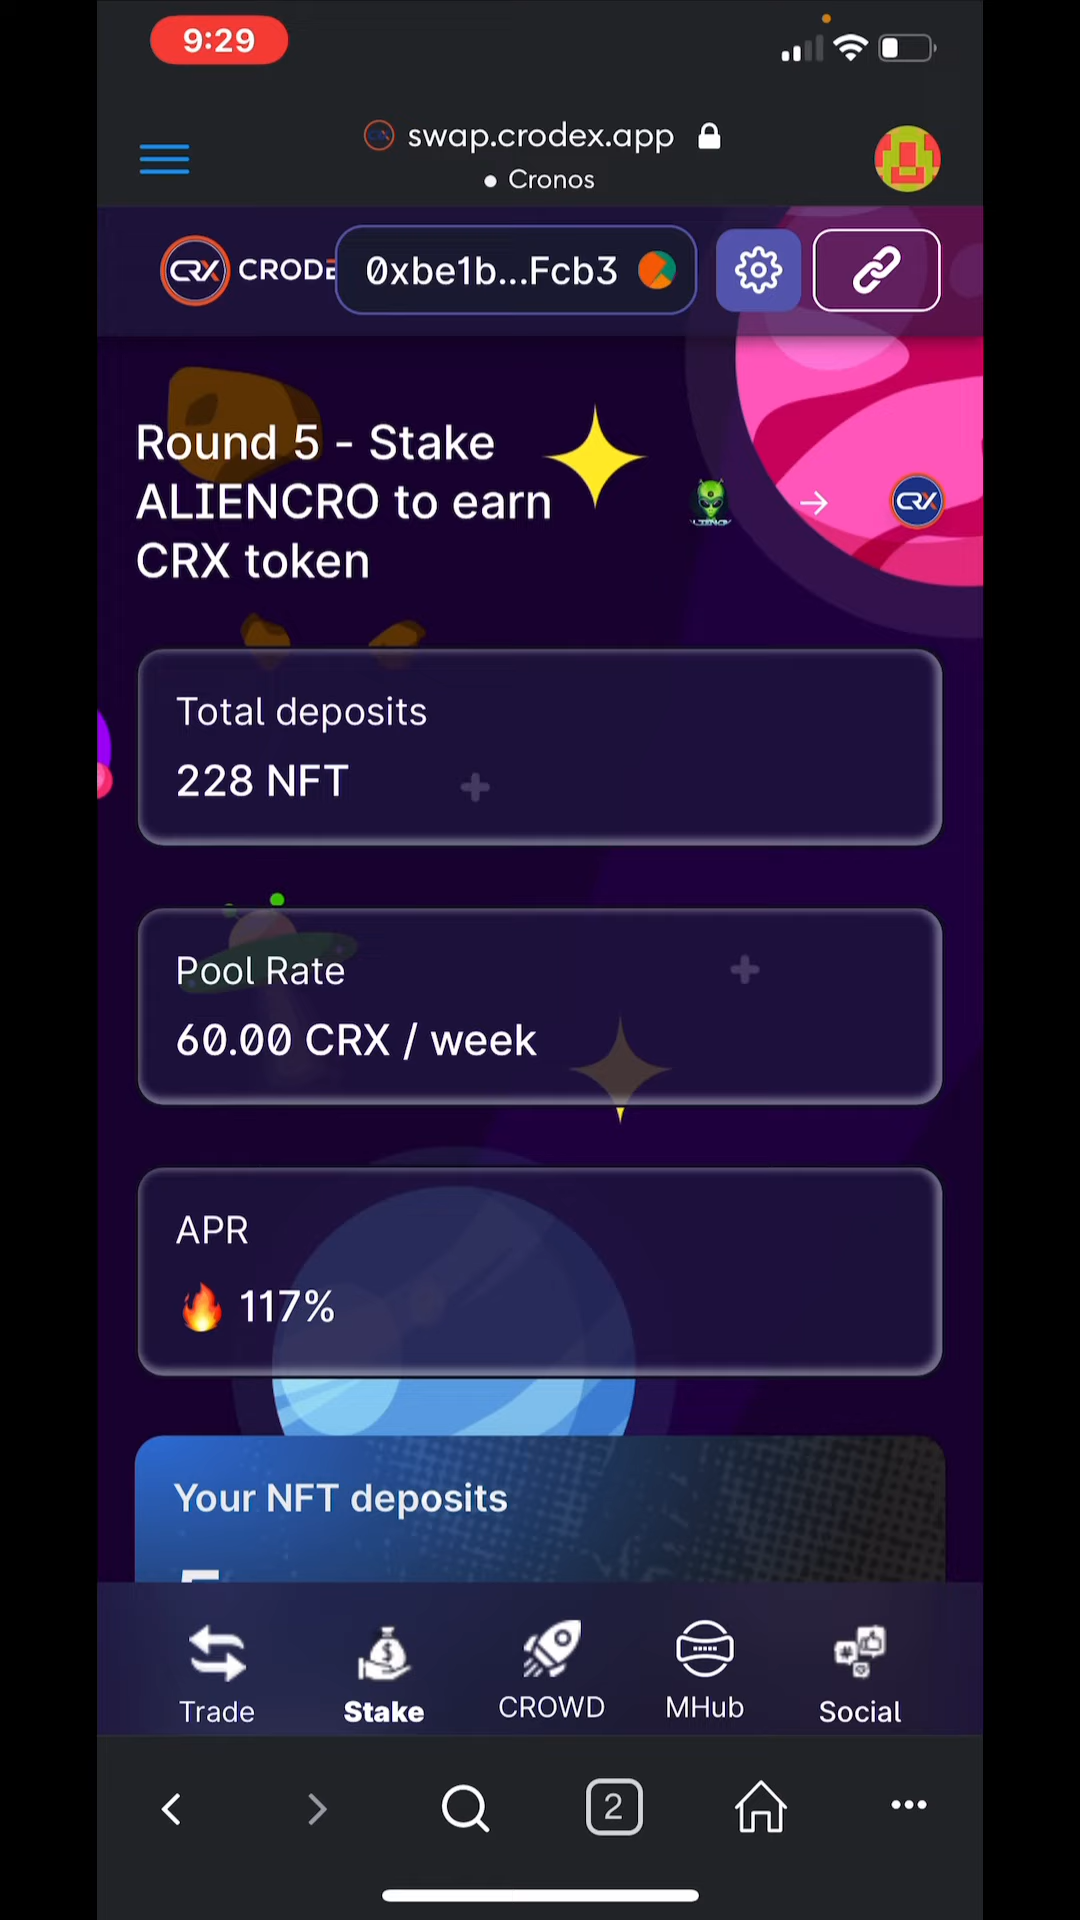 9:29
swap.crodex.app
Cronos
CRX CRODE
0xbe1b...Fcb3
Round 5 - Stake
ALIENCRO to earn
CRX token
CRX
Total deposits
228 NFT
Pool Rate
60.00 CRX / week
APR
117%
Your NFT deposits
Trade
Stake
CROWD
MHub
Social
2